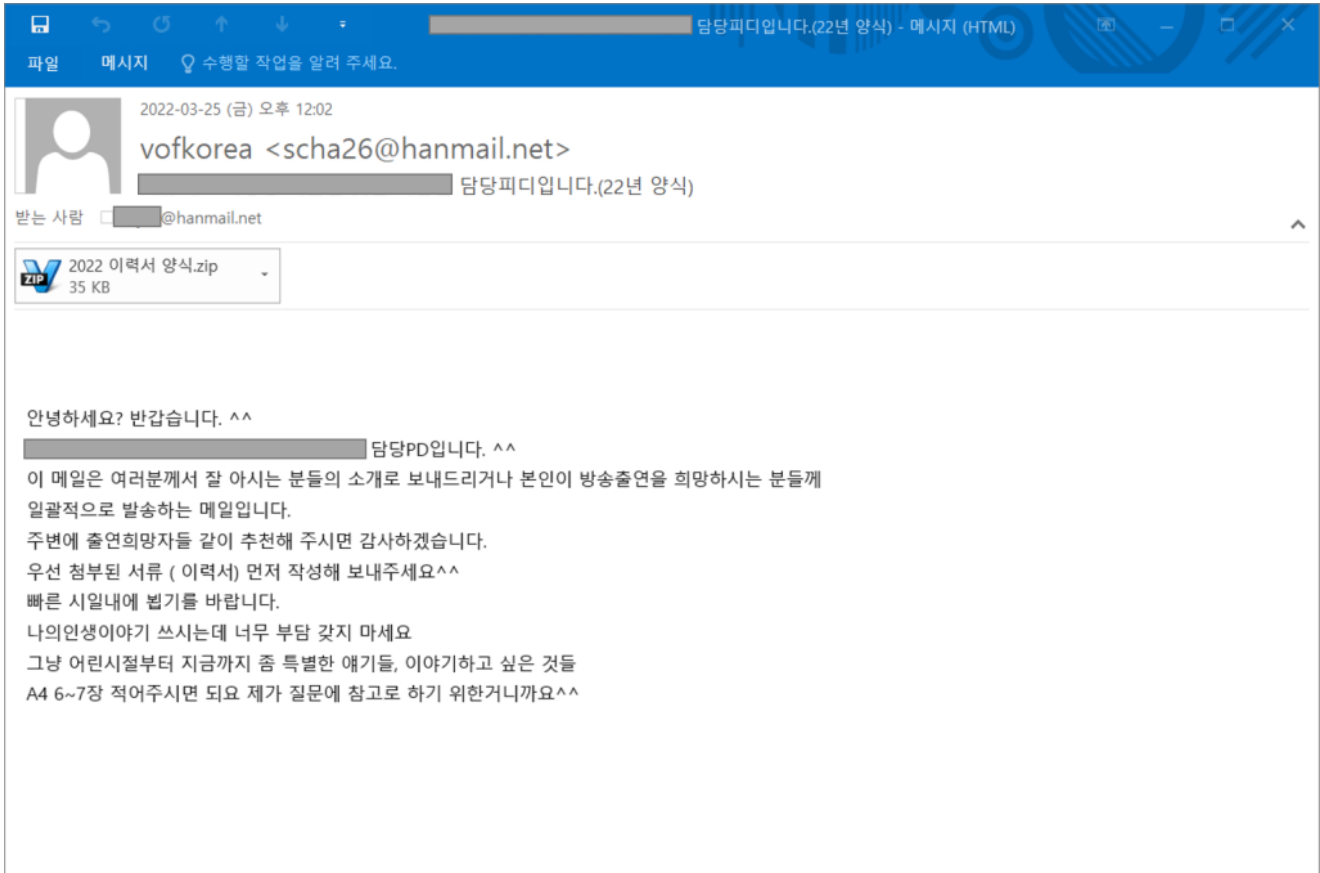 담당피디입니다.(22년 양식) - 메시지 (HTML)
파일 메시지 수행할 작업을 알려 주세요.
2022-03-25 (금) 오후 12:02
vofkorea <scha26@hanmail.net>
담당피디입니다.(22년 양식)
받는 사람 @hanmail.net
ZIP
2022 이력서 양식.zip
35 KB
안녕하세요? 반갑습니다. ^^
담당PD입니다. ^^
이 메일은 여러분께서 잘 아시는 분들의 소개로 보내드리거나 본인이 방송출연을 희망하시는 분들께
일괄적으로 발송하는 메일입니다.
주변에 출연희망자들 같이 추천해 주시면 감사하겠습니다.
우선 첨부된 서류 ( 이력서) 먼저 작성해 보내주세요^^
빠른 시일내에 뵙기를 바랍니다.
나의인생이야기 쓰시는데 너무 부담 갖지 마세요
그냥 어린시절부터 지금까지 좀 특별한 얘기들, 이야기하고 싶은 것들
A4 6~7장 적어주시면 되요 제가 질문에 참고로 하기 위한거니까요^^